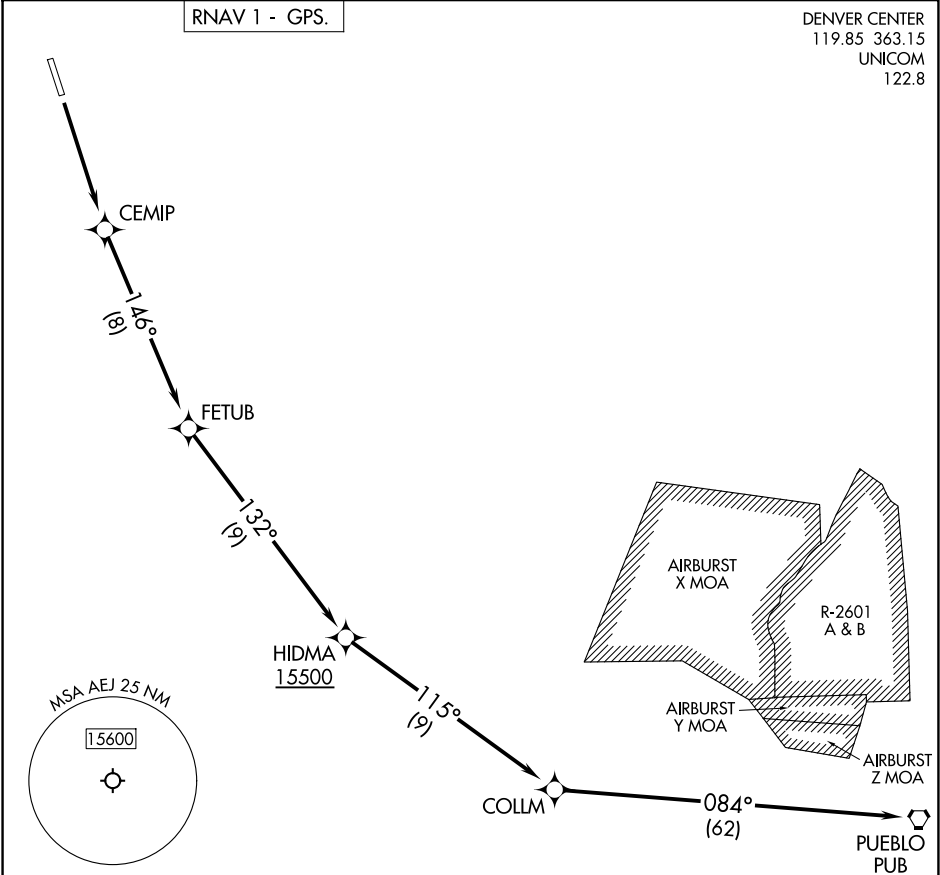 RNAV 1 - GPS.
DENVER CENTER
119.85 363.15
UNICOM
122.8
CEMIP
146°
(8)
FETUB
132°
(9)
HIDMA
15500
115°
(9)
COLLM
084°
(62)
PUEBLO
PUB
AIRBURST
X MOA
R-2601
A & B
AIRBURST
Y MOA
AIRBURST
Z MOA
MSA AEJ 25 NM
15600